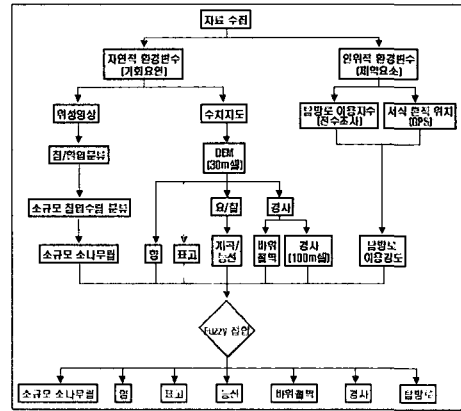 자료 수집
자연적 환경변수
(기회요인)
인위적 환경변수
(제약요소)
위성영상
수치지도
탐방로 이용자수
(전수조사)
서식 흔적 위치
(GPS)
침/활엽분류
DEM
(30m셀)
소규모 침엽수림 분류
요/철
경사
소규모 소나무림
향
표고
계곡/
능선
바위
절벽
경사
(100m셀)
탐방로
이용강도
Fuzzy 집합
소규모 소나무림
향
표고
능선
바위절벽
경사
탐방로